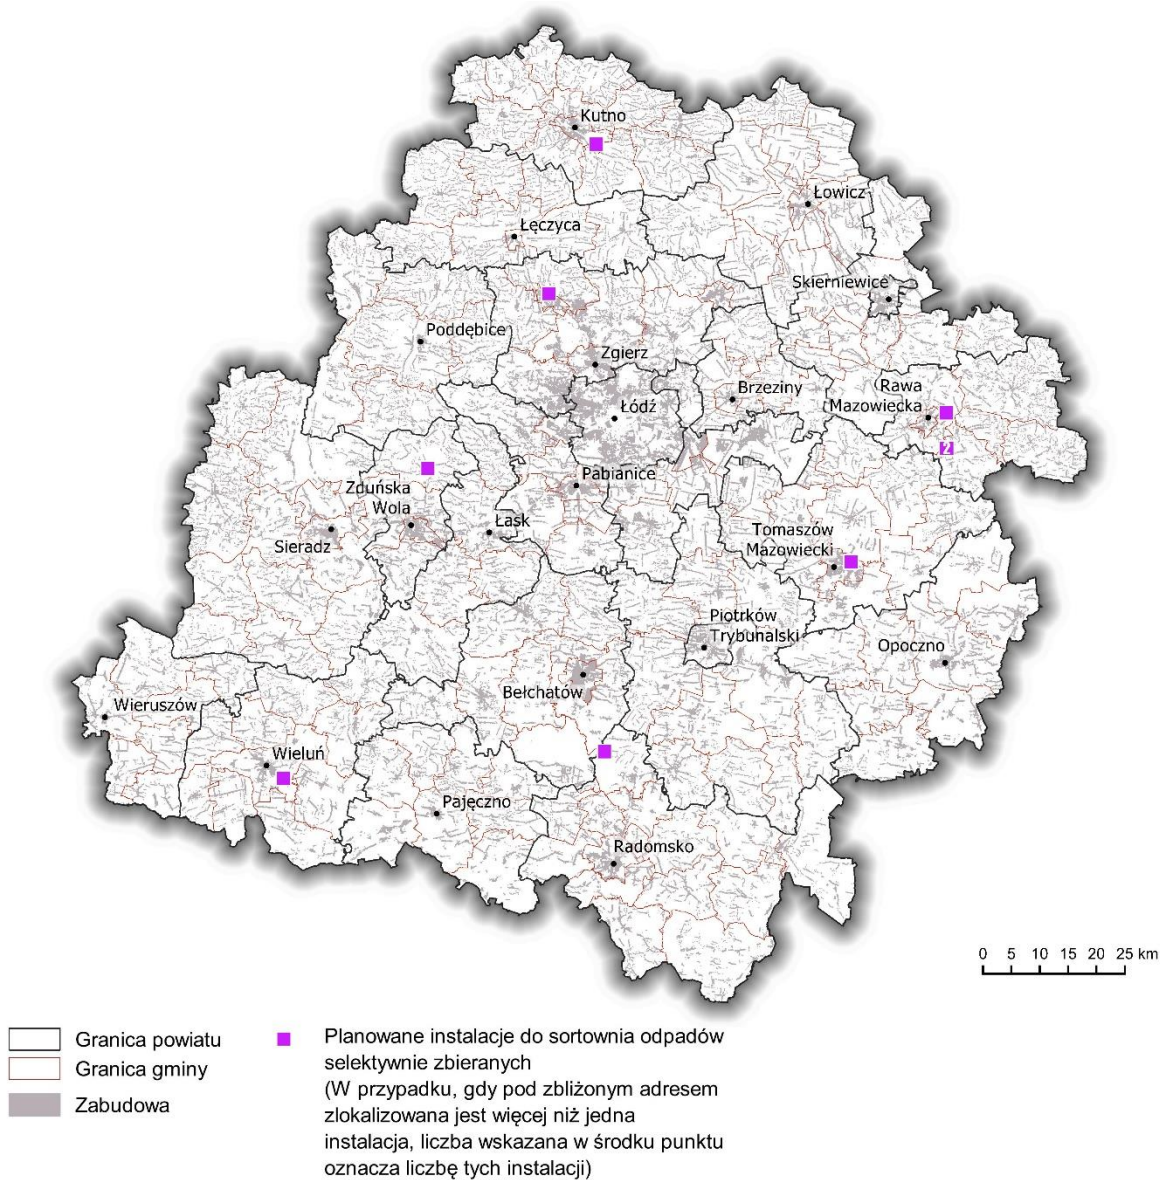 Kutno
Łowicz
Łęczyca
Skierniewice
Poddębice
Zgierz
Rawa
Mazowiecka
Brzeziny
Łódź
2
Pabianice
Zduńska
Wola
Łask
Sieradz
Tomaszów
Mazowiecki
Piotrków
Trybunalski
Opoczno
Bełchatów
Wieruszów
Wieluń
Pajęczno
Radomsko
0 5 10 15 20 25 km
Granica powiatu
Granica gminy
Zabudowa
Planowane instalacje do sortownia odpadów
selektywnie zbieranych
(W przypadku, gdy pod zbliżonym adresem
zlokalizowana jest więcej niż jedna
instalacja, liczba wskazana w środku punktu
oznacza liczbę tych instalacji)